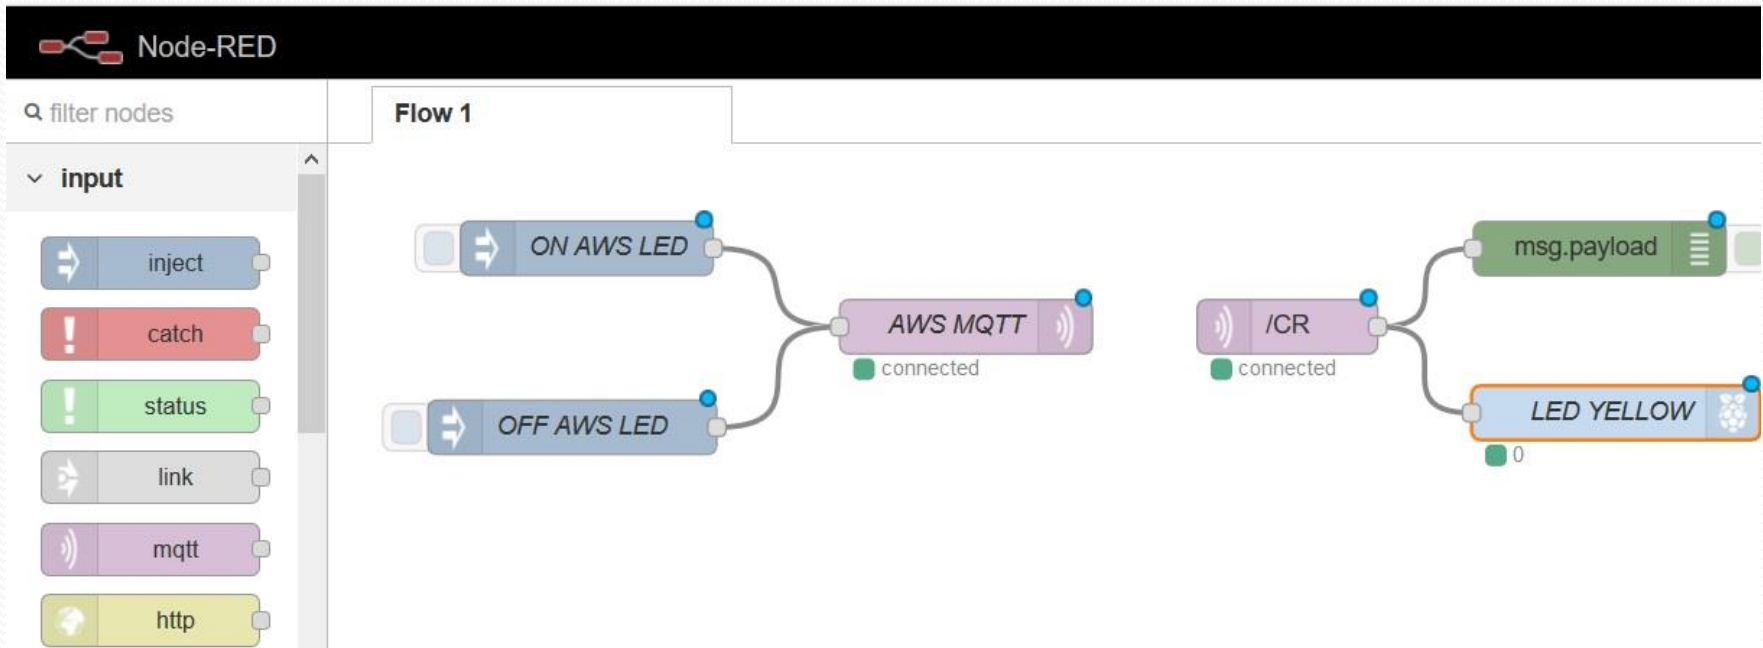 Node-RED
filter nodes
Flow 1
input
inject
catch
status
link
mqtt
http
ON AWS LED
OFF AWS LED
AWS MQTT
connected
/CR
connected
msg.payload
LED YELLOW
0